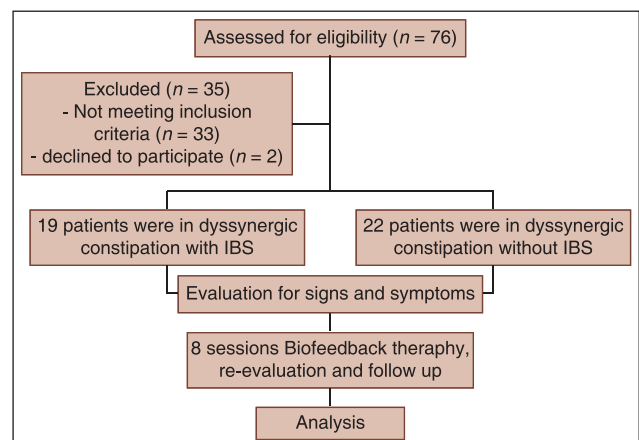 Assessed for eligibility (n = 76)
Excluded (n = 35)
- Not meeting inclusion
criteria (n = 33)
- declined to participate (n = 2)
19 patients were in dyssynergic
constipation with IBS
22 patients were in dyssynergic
constipation without IBS
Evaluation for signs and symptoms
8 sessions Biofeedback theraphy,
re-evaluation and follow up
Analysis